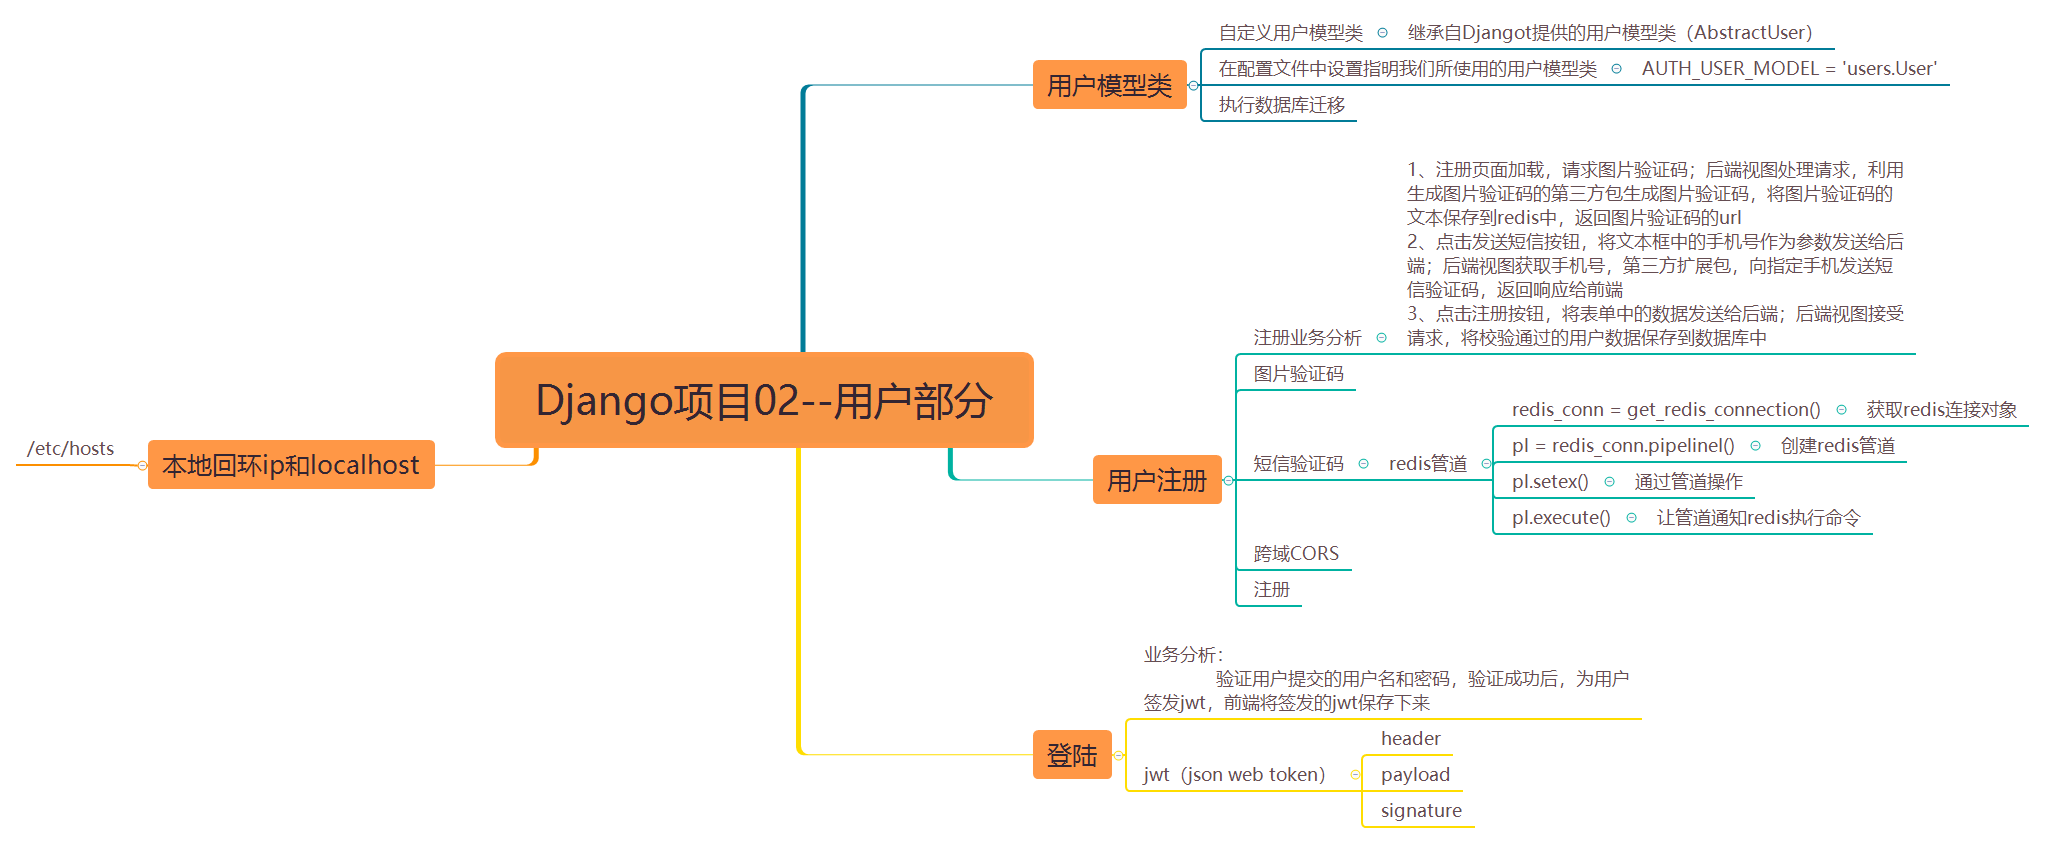 自定义用户模型类
继承自Djangot提供的用户模型类（AbstractUser）
用户模型类
在配置文件中设置指明我们所使用的用户模型类
AUTH_USER_MODEL = 'users.User'
执行数据库迁移
1、注册页面加载，请求图片验证码；后端视图处理请求，利用
生成图片验证码的第三方包生成图片验证码，将图片验证码的
文本保存到redis中，返回图片验证码的url
2、点击发送短信按钮，将文本框中的手机号作为参数发送给后
端；后端视图获取手机号，第三方扩展包，向指定手机发送短
信验证码，返回响应给前端
3、点击注册按钮，将表单中的数据发送给后端；后端视图接受
注册业务分析
请求，将校验通过的用户数据保存到数据库中
图片验证码
Django项目02--用户部分
redis_conn = get_redis_connection()
获取redis连接对象
/etc/hosts
本地回环ip和localhost
pl = redis_conn.pipelinel()
创建redis管道
用户注册
短信验证码
redis管道
pl.setex()
通过管道操作
pl.execute()
让管道通知redis执行命令
跨域CORS
注册
业务分析：
验证用户提交的用户名和密码，验证成功后，为用户
签发jwt，前端将签发的jwt保存下来
登陆
header
jwt（json web token）
payload
signature